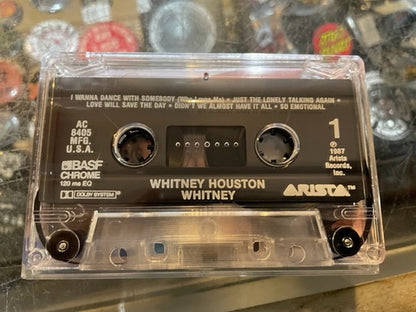 I WANNA DANCE WITH SOMEBODY (Who Loves Me) • JUST THE LONELY TALKING AGAIN •
LOVE WILL SAVE THE DAY • DIDN'T WE ALMOST HAVE IT ALL • SO EMOTIONAL
AC
8405
MFG.
U.S.A.
1
℗ 1987
Arista
Records,
Inc.
BASF
CHROME
120 ms EQ
DOLBY SYSTEM
WHITNEY HOUSTON
WHITNEY
ARISTA™